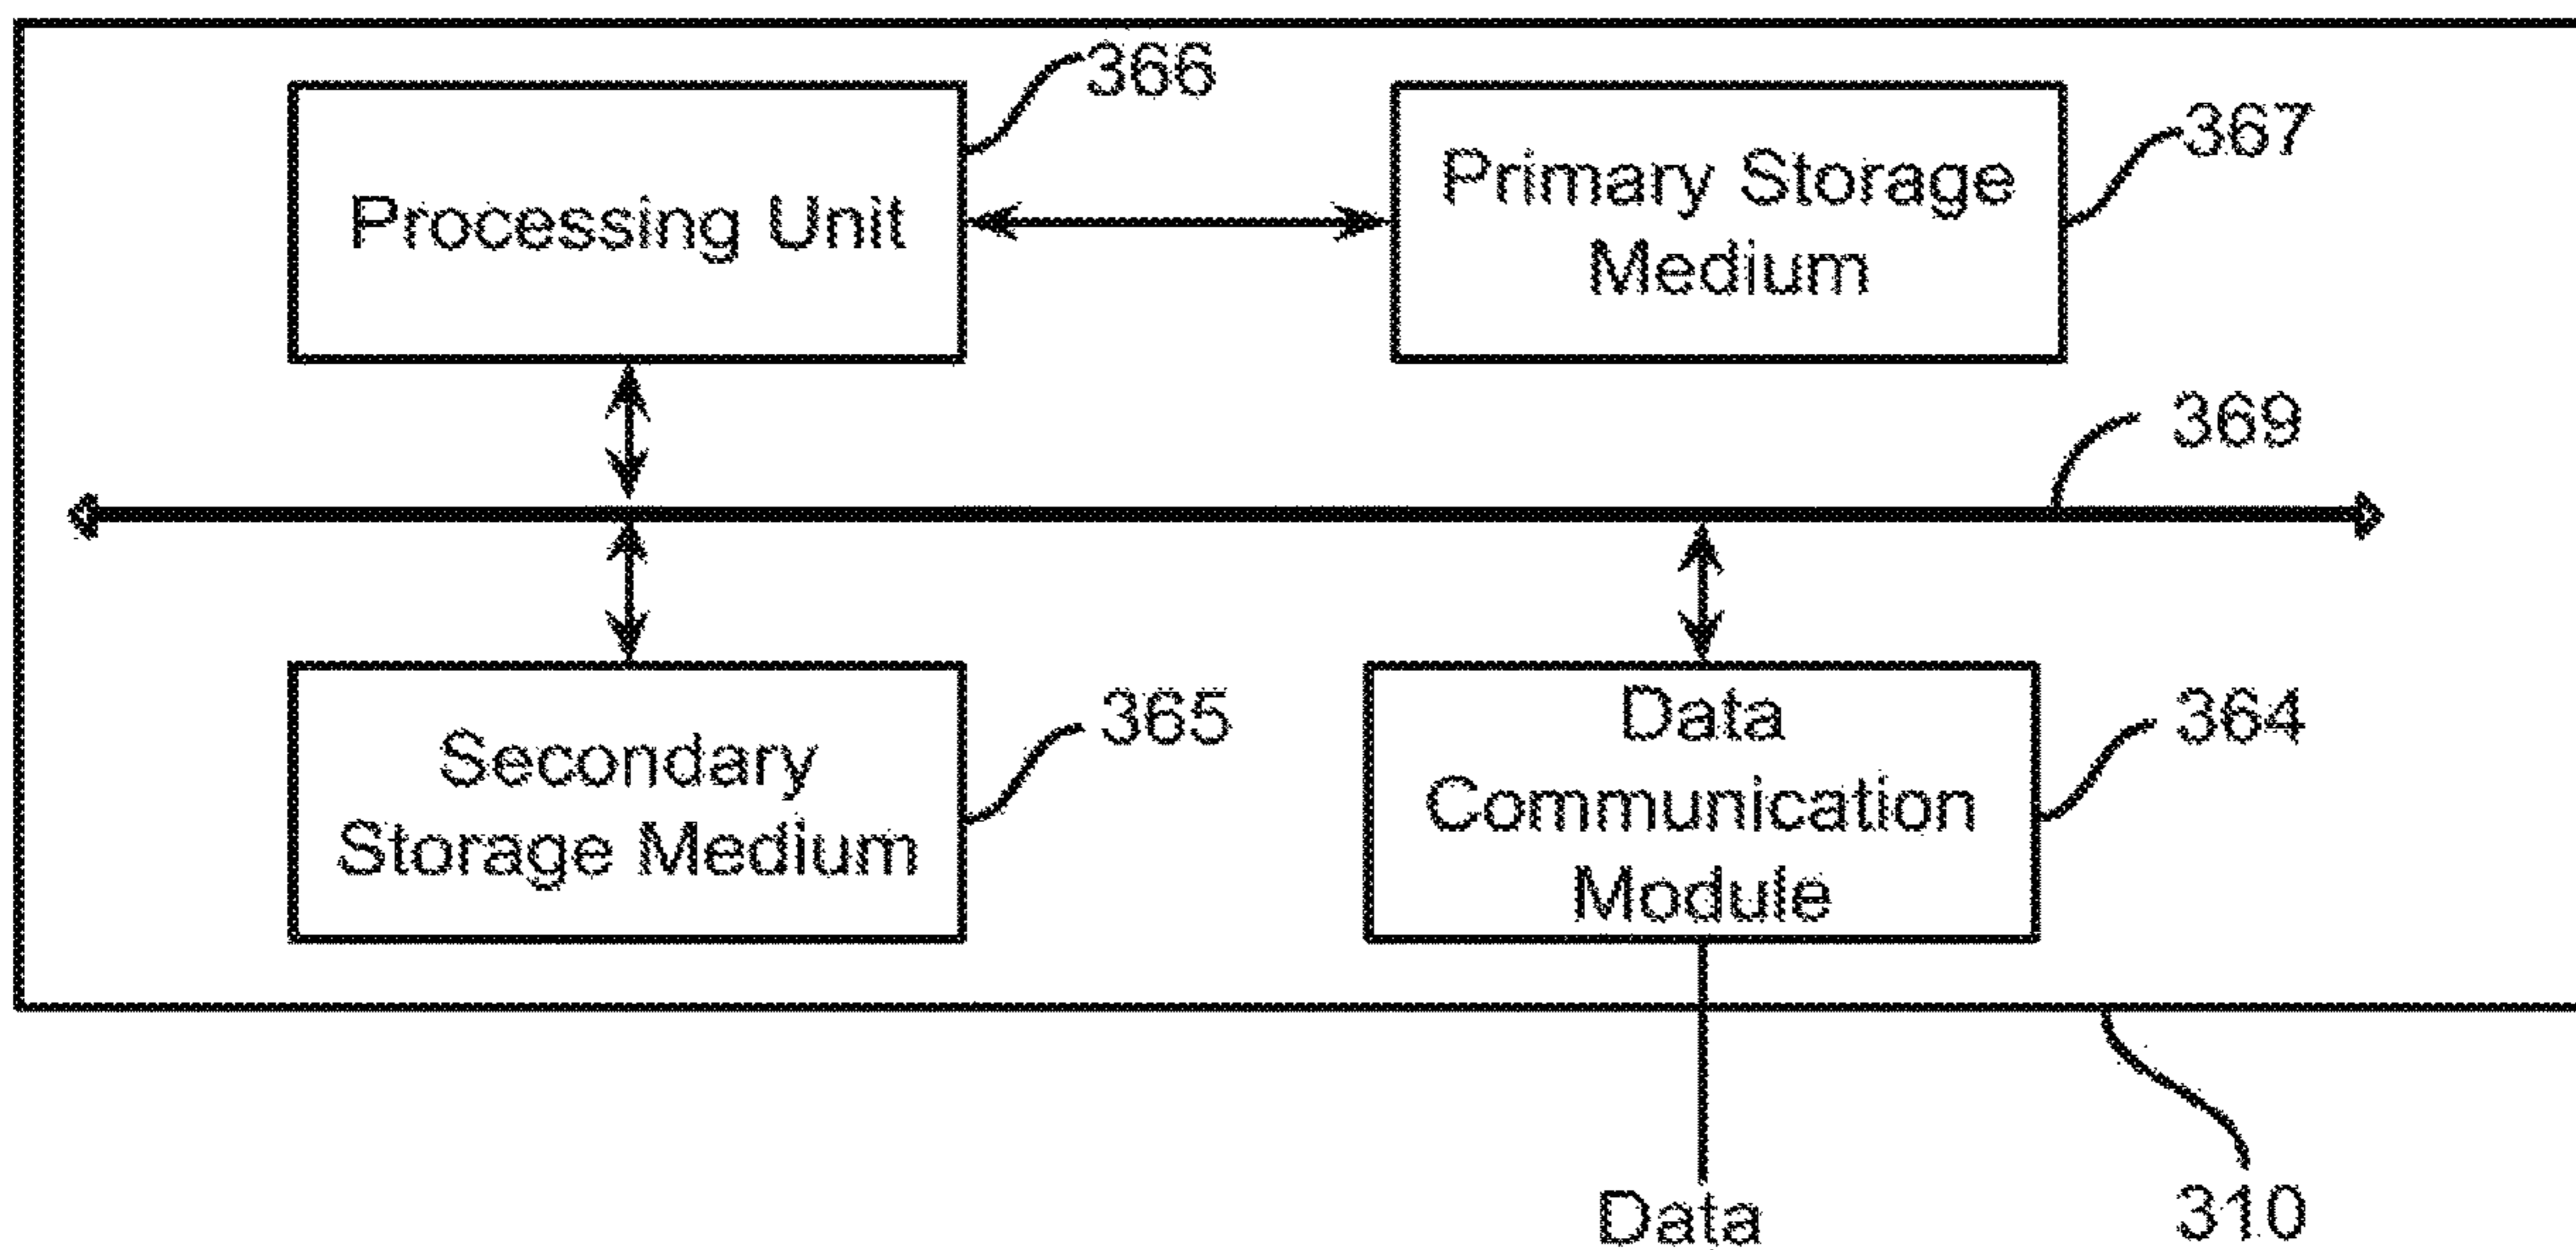 366
Processing Unit
367
Primary Storage
Medium
369
365
Secondary
Storage Medium
364
Data
Communication
Module
310
Data